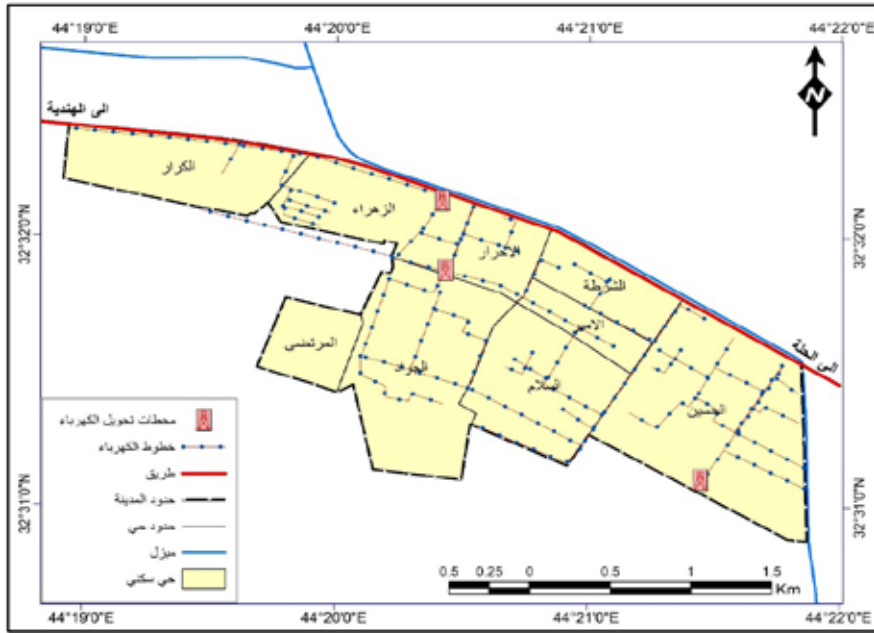 44°19'0"E 44°20'0"E 44°21'0"E 44°22'0"E
N
الى الهندية
الكرار
الزهراء
32°32'0"N
32°32'0"N
الاحرار
الشرطة
الامير
المرتضى
الجواد
السلام
الحسين
الى الحلة
محطات تحويل الكهرباء
خطوط الكهرباء
طريق
حدود المدينة
حدود حي
مبزل
حي سكني
32°31'0"N
32°31'0"N
0.5 0.25 0 0.5 1 1.5
Km
44°19'0"E 44°20'0"E 44°21'0"E 44°22'0"E